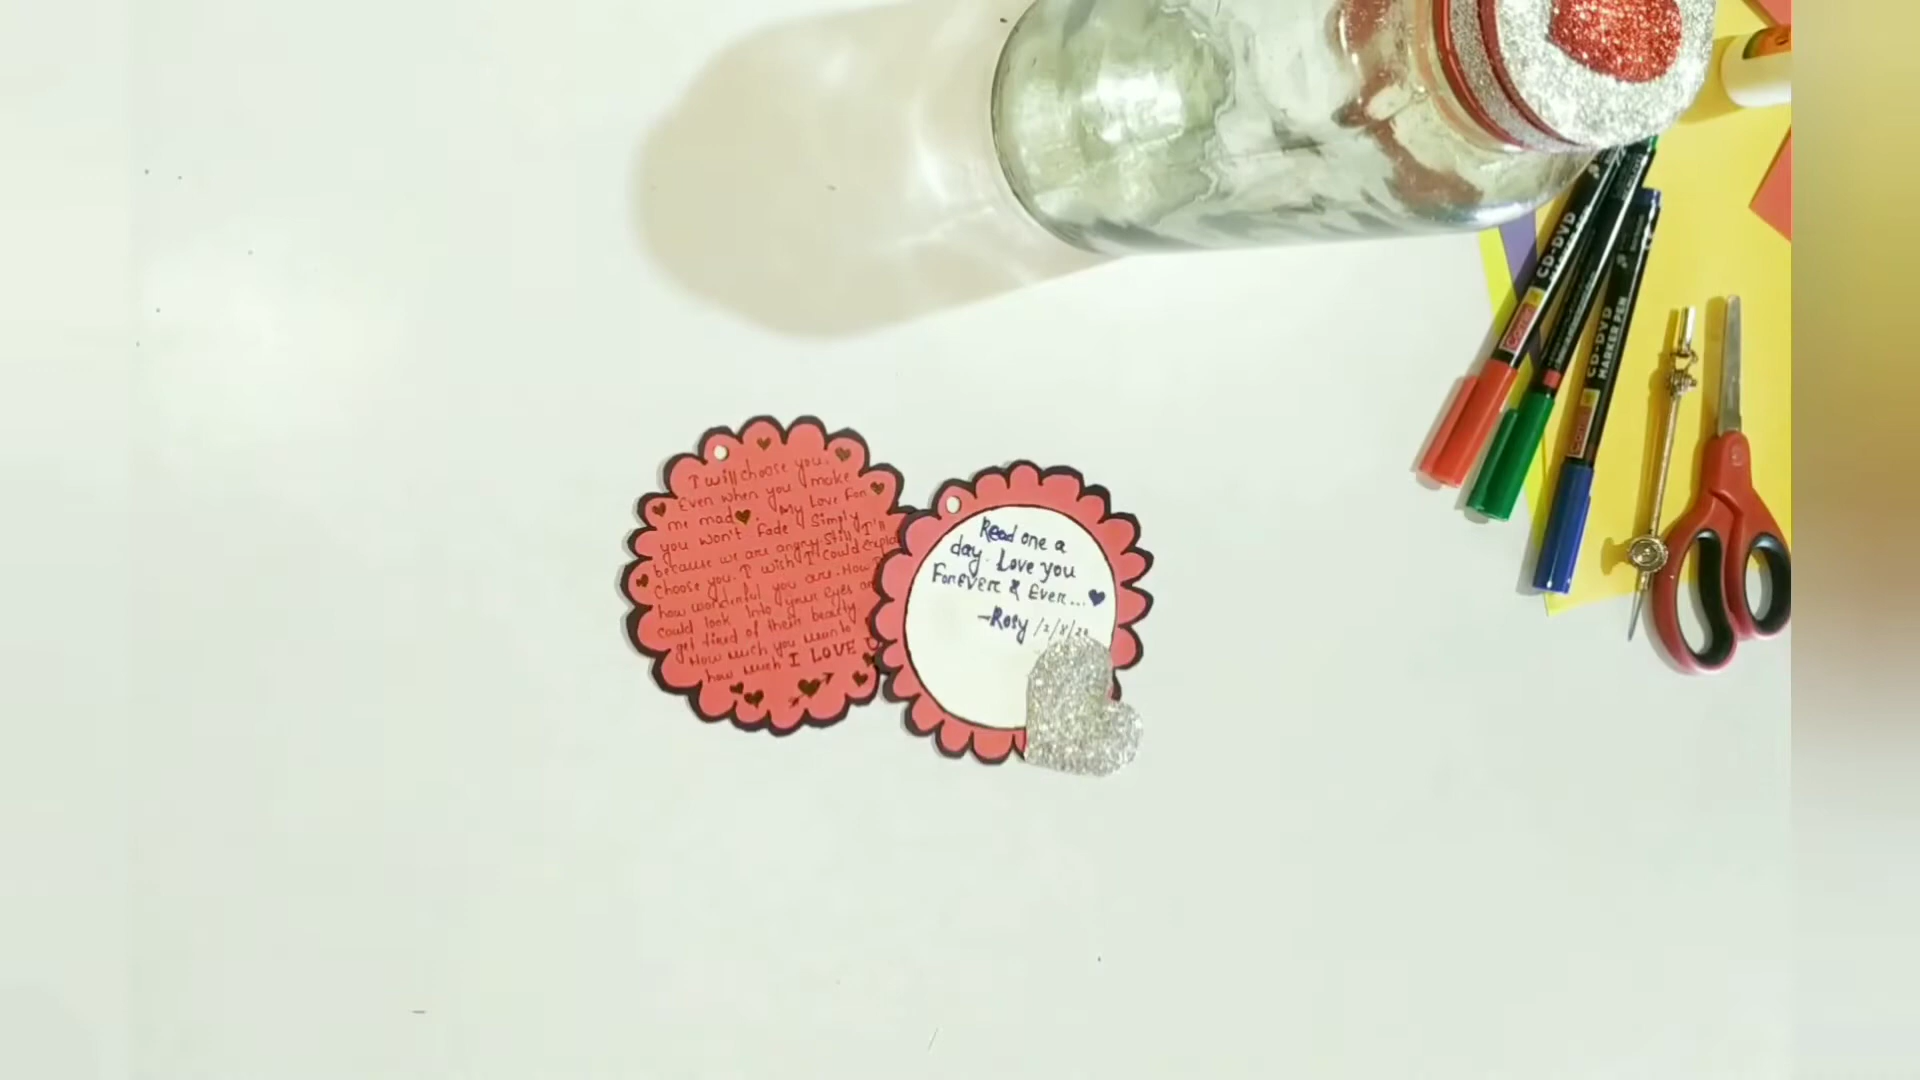 I will choose you.
Even when you make
me mad. My Love For
you Won't Fade Simply
because we are angry. Still I'll
choose you. I wish I could
how wonderful you are. How I
could look into your eyes
get tired of their beauty
How much you mean to
how much I LOVE
Read one a
day. Love you
Forever & Ever...
-Rosy
CD-DVD
CD-DVD
MARKER PEN